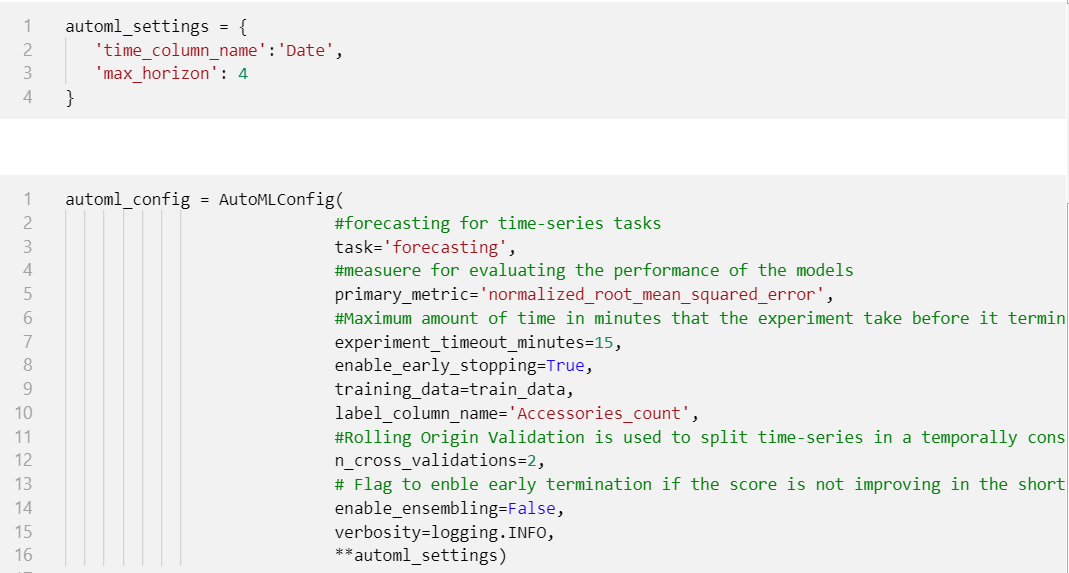 1 automl_settings = {
2 'time_column_name':'Date',
3 'max_horizon': 4
4 }
1 automl_config = AutoMLConfig(
2 #forecasting for time-series tasks
3 task='forecasting',
4 #measuere for evaluating the performance of the models
5 primary_metric='normalized_root_mean_squared_error',
6 #Maximum amount of time in minutes that the experiment take before it termin
7 experiment_timeout_minutes=15,
8 enable_early_stopping=True,
9 training_data=train_data,
10 label_column_name='Accessories_count',
11 #Rolling Origin Validation is used to split time-series in a temporally cons
12 n_cross_validations=2,
13 # Flag to enble early termination if the score is not improving in the short
14 enable_ensembling=False,
15 verbosity=logging.INFO,
16 **automl_settings)